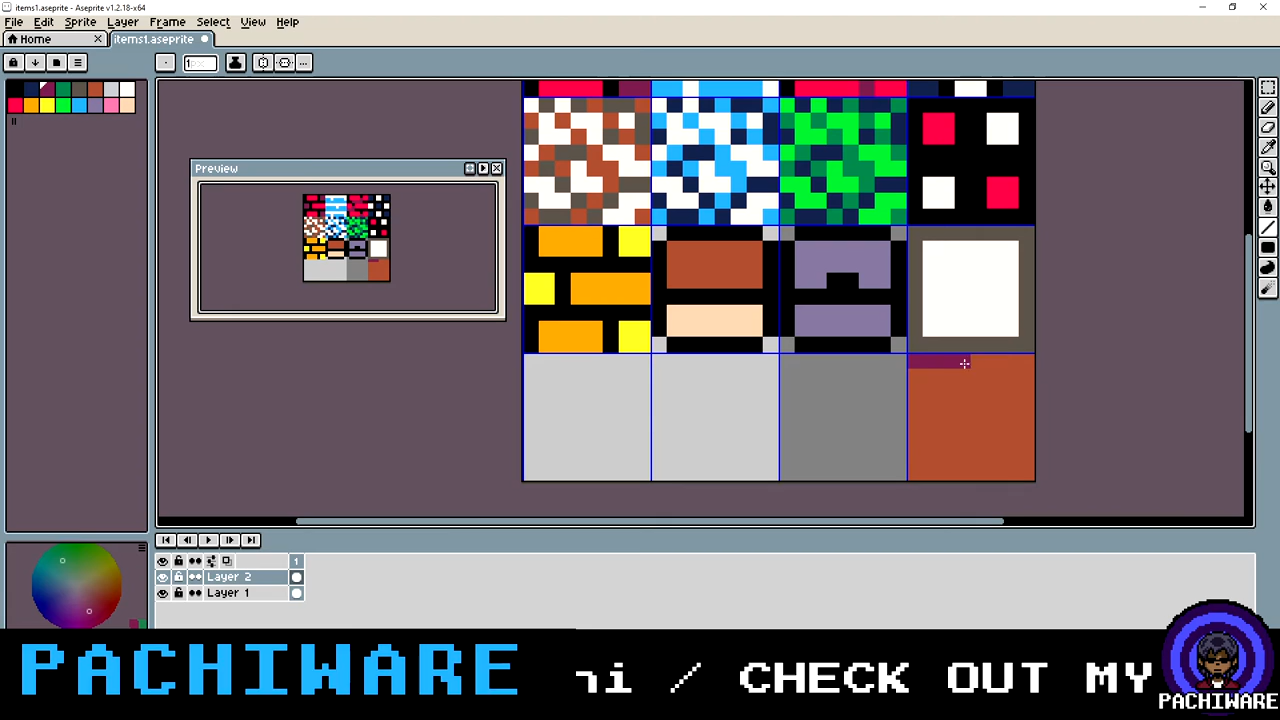 items1.aseprite - Aseprite v1.2.18-x64
File Edit Sprite Layer Frame Select View Help
Home items1.aseprite
Preview
1
Layer 2
Layer 1
PACHIWARE / CHECK OUT MY
PACHIWARE